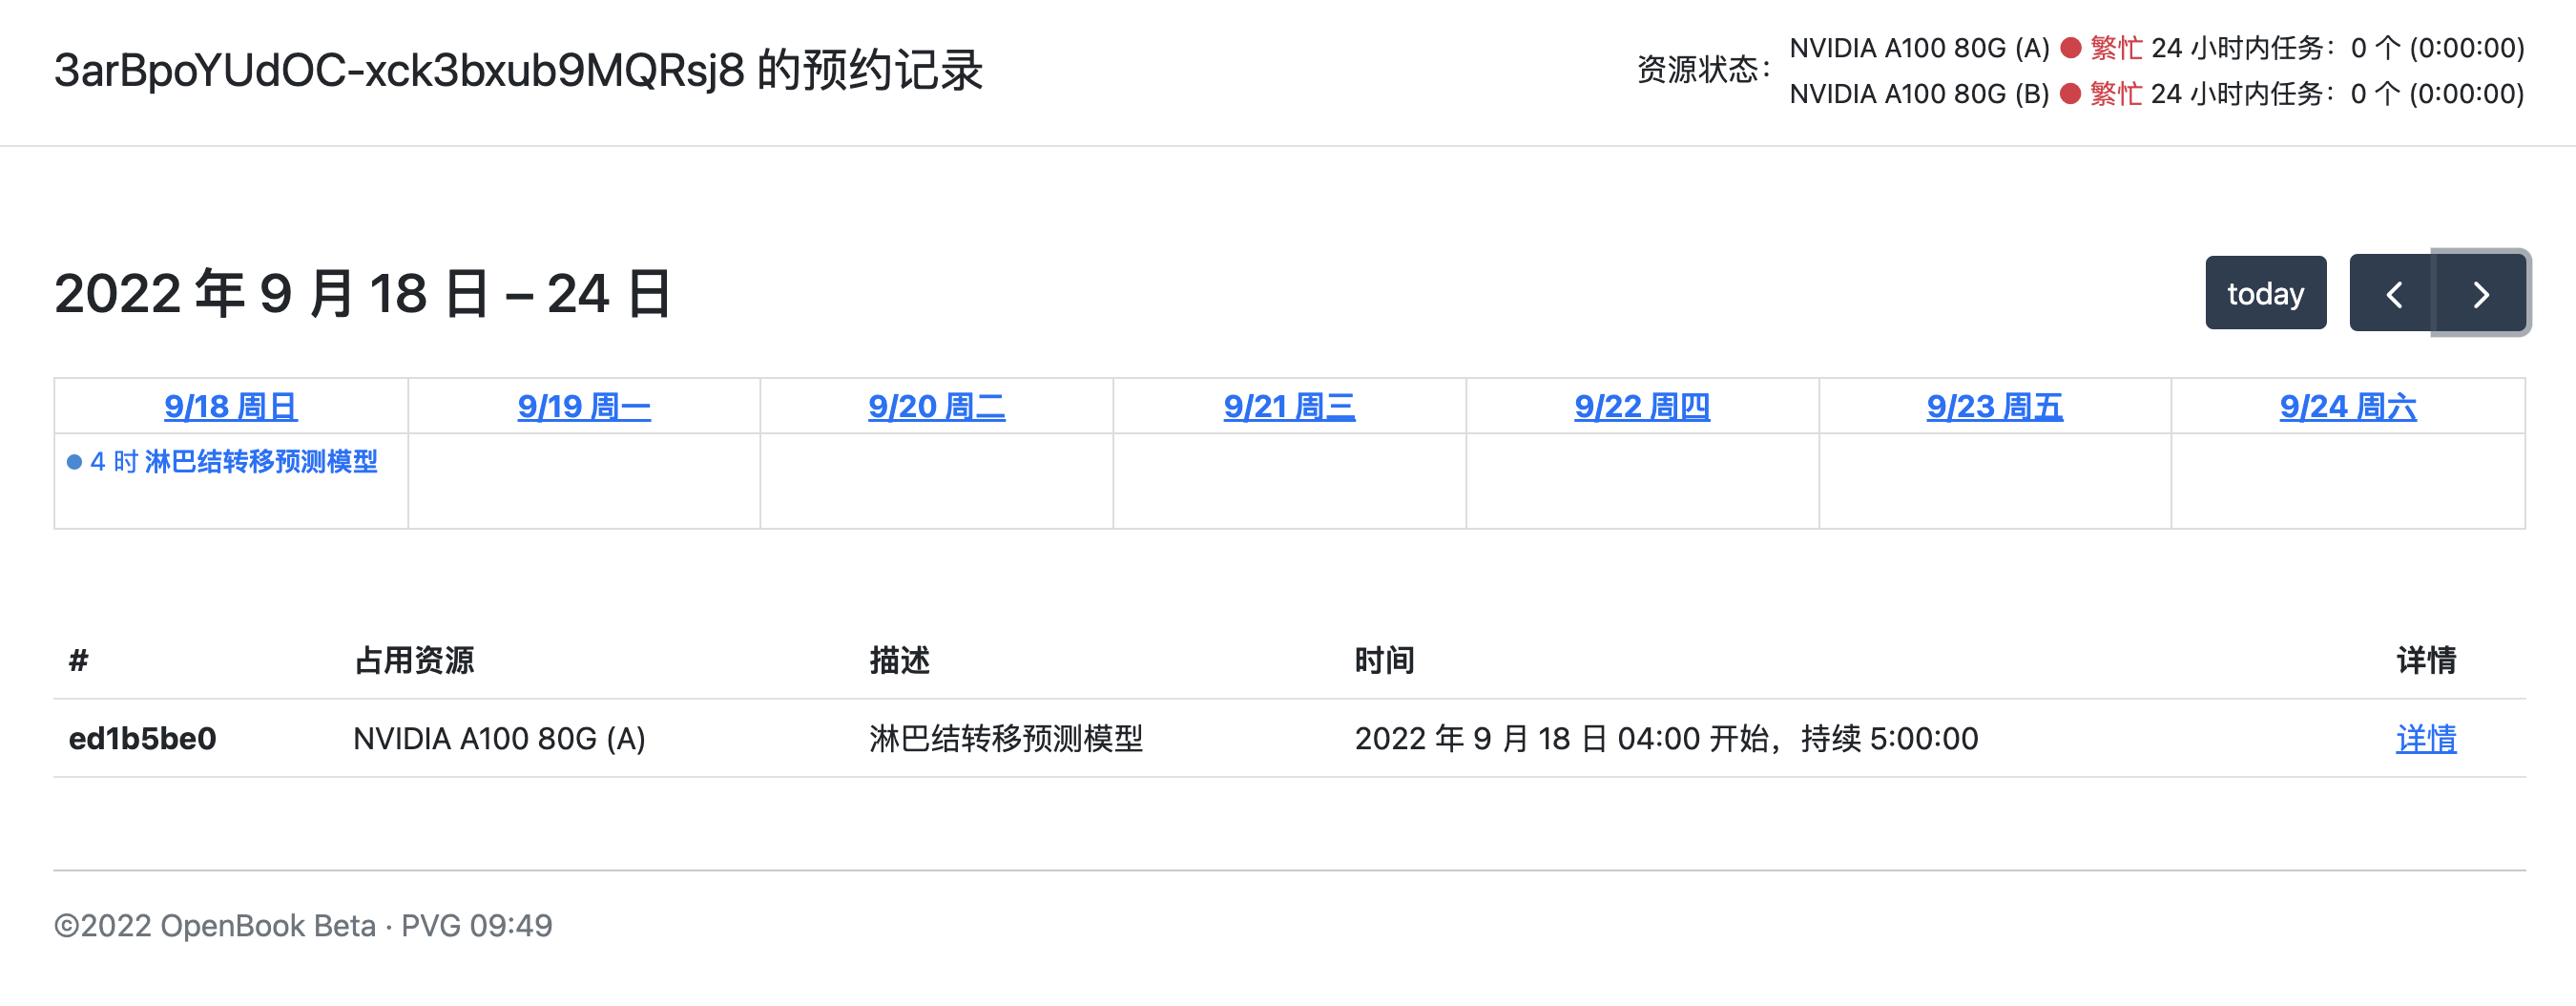 3arBpoYUdOC-xck3bxub9MQRsj8 的预约记录
资源状态：
NVIDIA A100 80G (A) 繁忙 24 小时内任务：0 个 (0:00:00)
NVIDIA A100 80G (B) 繁忙 24 小时内任务：0 个 (0:00:00)
2022 年 9 月 18 日 – 24 日
today
9/18 周日 9/19 周一 9/20 周二 9/21 周三 9/22 周四 9/23 周五 9/24 周六
4 时 淋巴结转移预测模型
# 占用资源 描述 时间 详情
ed1b5be0 NVIDIA A100 80G (A) 淋巴结转移预测模型 2022 年 9 月 18 日 04:00 开始，持续 5:00:00 详情
©2022 OpenBook Beta · PVG 09:49